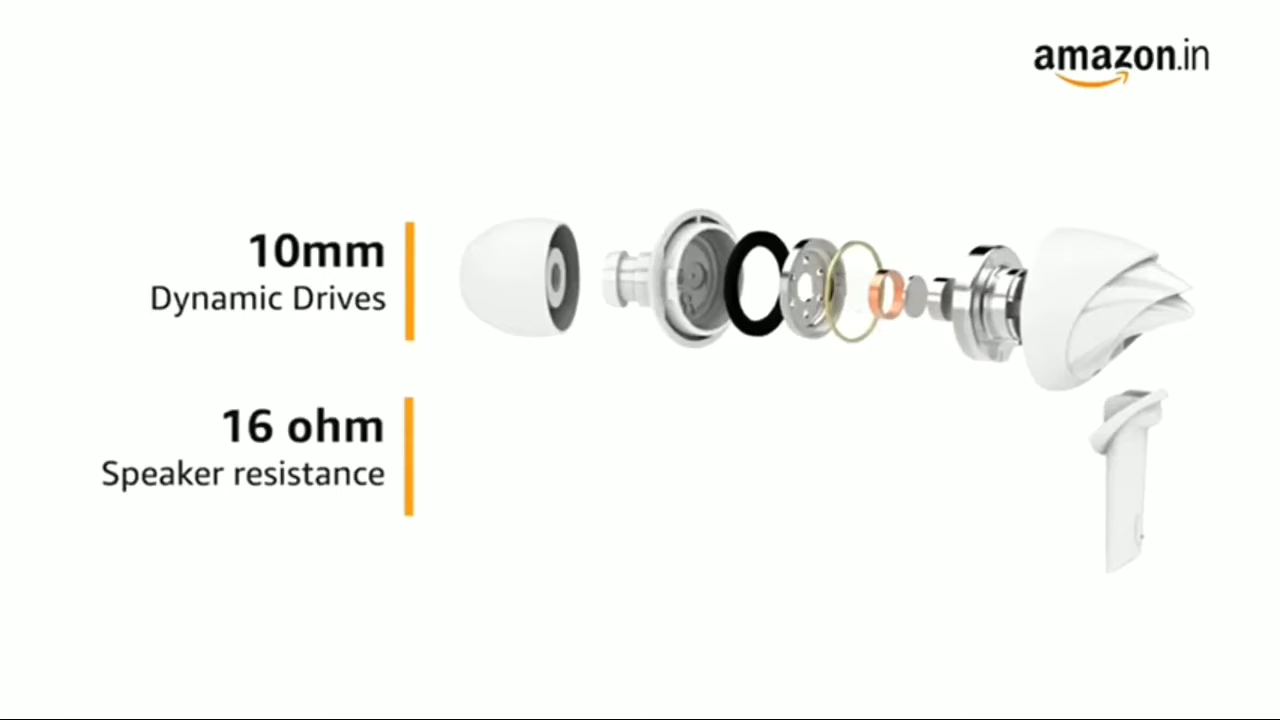 amazon.in
10mm
Dynamic Drives
16 ohm
Speaker resistance